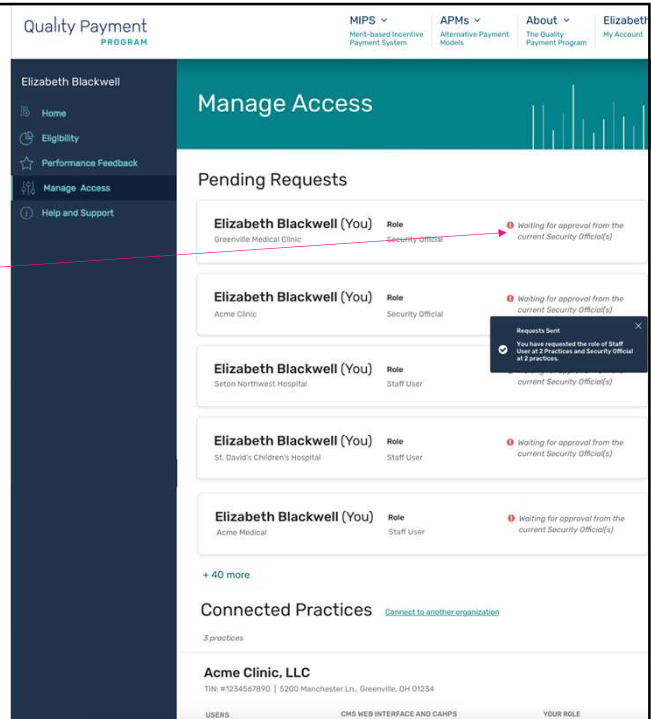 Quality Payment
PROGRAM
MIPS
Merit-based Incentive
Payment System
APMs
Alternative Payment
Models
About
The Quality
Payment Program
Elizabeth
My Account
Elizabeth Blackwell
Home
Eligibility
Performance Feedback
Manage Access
Help and Support
Manage Access
Pending Requests
Elizabeth Blackwell (You)
Greenville Medical Clinic
Role
Security Official
Waiting for approval from the
current Security Official(s)
Elizabeth Blackwell (You)
Acme Clinic
Role
Security Official
Waiting for approval from the
current Security Official(s)
Requests Sent
You have requested the role of Staff
User at 2 Practices and Security Official
at 2 practices.
Elizabeth Blackwell (You)
Seton Northwest Hospital
Role
Staff User
current Security Official(s)
Elizabeth Blackwell (You)
St. David's Children's Hospital
Role
Staff User
Waiting for approval from the
current Security Official(s)
Elizabeth Blackwell (You)
Acme Medical
Role
Staff User
Waiting for approval from the
current Security Official(s)
+ 40 more
Connected Practices
Connect to another organization
3 practices
Acme Clinic, LLC
TIN: #1234567890 | 5200 Manchester Ln., Greenville, OH 01234
USERS
CMS WEB INTERFACE AND CAHPS
YOUR ROLE